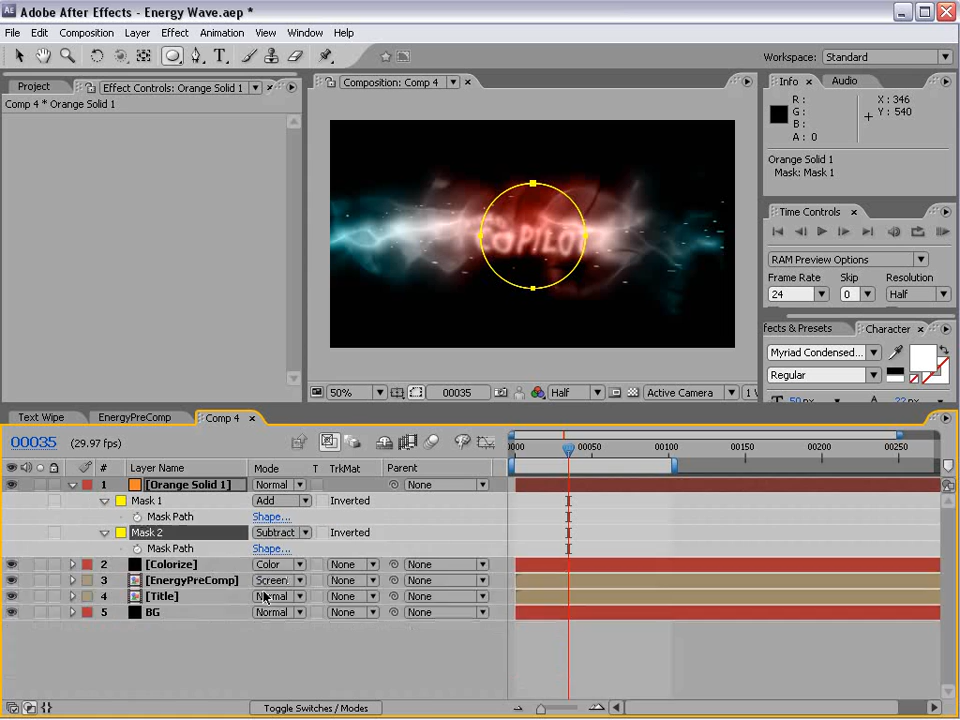 Adobe After Effects - Energy Wave.aep *
File Edit Composition Layer Effect Animation View Window Help
Workspace: Standard
Project Effect Controls: Orange Solid 1
Comp 4 * Orange Solid 1
Composition: Comp 4
COPILOT
50% 00035 Half Active Camera 1
Info Audio
R: X: 346
G: Y: 540
B:
A: 0
Orange Solid 1
Mask: Mask 1
Time Controls
RAM Preview Options
Frame Rate Skip Resolution
24 0 Half
fects & Presets Character
Myriad Condensed...
Regular
Text Wipe EnergyPreComp Comp 4
00035 (29.97 fps)
0000 00050 00100 00150 00200 00250
# Layer Name Mode T TrkMat Parent
1 [Orange Solid 1] Normal None
Mask 1 Add Inverted
Mask Path Shape...
Mask 2 Subtract Inverted
Mask Path Shape...
2 [Colorize] Color None None
3 [EnergyPreComp] Screen None None
4 [Title] Normal None None
5 BG Normal None None
Toggle Switches / Modes